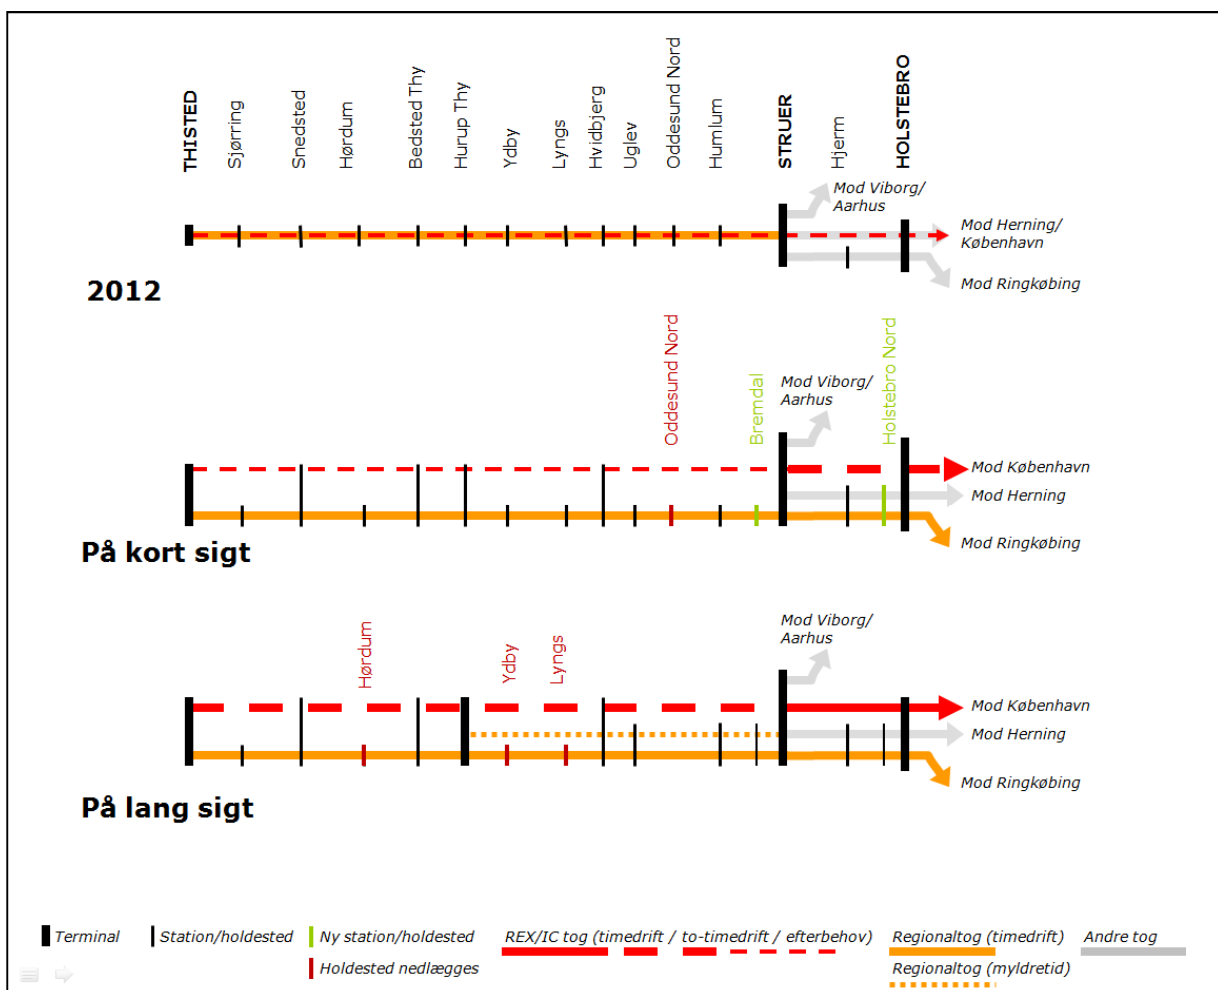 THISTED
Sjørring
Snedsted
Hørdum
Bedsted Thy
Hurup Thy
Ydby
Lyngs
Hvidbjerg
Uglev
Oddesund Nord
Humlum
STRUER
Hjerm
HOLSTEBRO
Mod Viborg/
Aarhus
Mod Herning/
København
Mod Ringkøbing
2012
Oddesund Nord
Bremdal
Holstebro Nord
Mod Viborg/
Aarhus
Mod København
Mod Herning
Mod Ringkøbing
På kort sigt
Hørdum
Ydby
Lyngs
Mod Viborg/
Aarhus
Mod København
Mod Herning
Mod Ringkøbing
På lang sigt
Terminal
Station/holdested
Ny station/holdested
Holdested nedlægges
REX/IC tog (timedrift / to-timedrift / efterbehov)
Regionaltog (timedrift)
Regionaltog (myldretid)
Andre tog